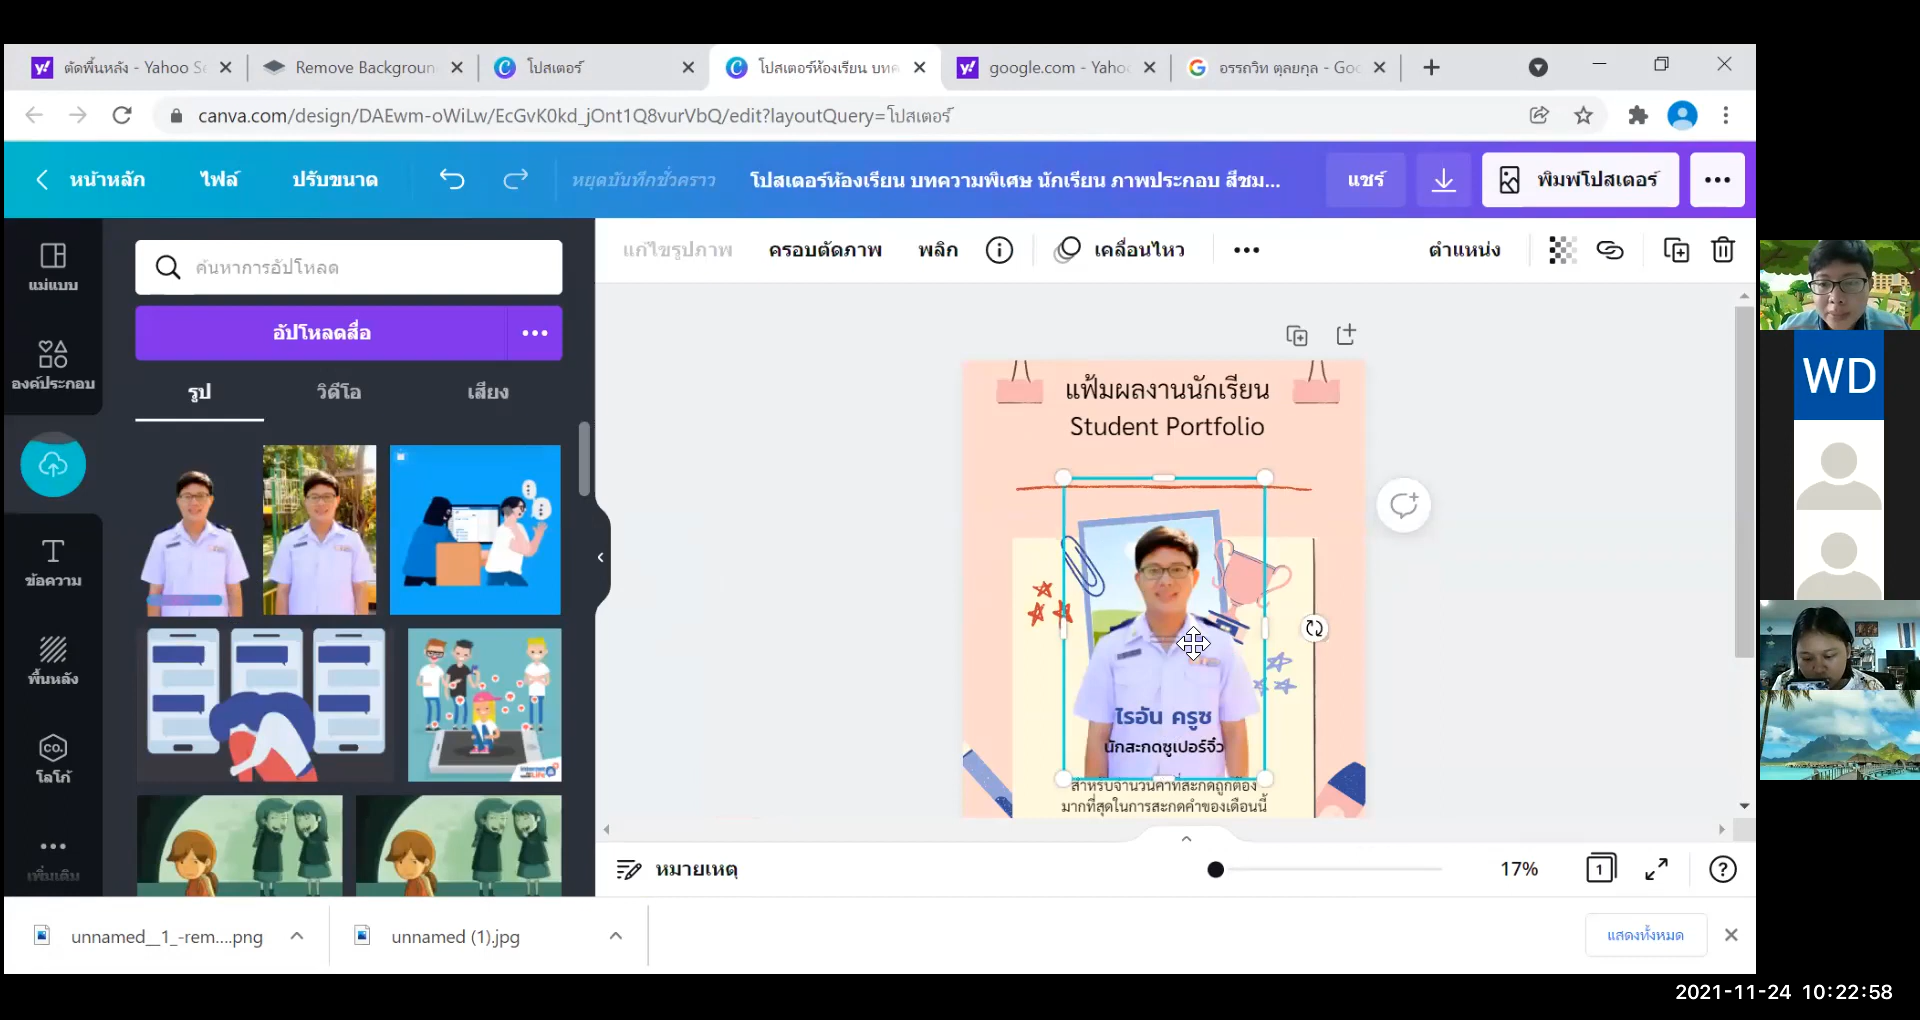 ตัดพื้นหลัง - Yahoo Se
Remove Backgroun
โปสเตอร์
โปสเตอร์ห้องเรียน บทค
google.com - Yaho
อรรถวิท ตุลยกุล - Goo
canva.com/design/DAEwm-oWiLw/EcGvK0kd_jOnt1Q8vurVbQ/edit?layoutQuery=โปสเตอร์
หน้าหลัก
ไฟล์
ปรับขนาด
หยุดบันทึกชั่วคราว
โปสเตอร์ห้องเรียน บทความพิเศษ นักเรียน ภาพประกอบ สีชม...
แชร์
พิมพ์โปสเตอร์
แม่แบบ
องค์ประกอบ
ข้อความ
พื้นหลัง
CO.
โลโก้
เพิ่มเติม
ค้นหาการอัปโหลด
อัปโหลดสื่อ
รูป
วิดีโอ
เสียง
แก้ไขรูปภาพ
ครอบตัดภาพ
พลิก
เคลื่อนไหว
ตำแหน่ง
แฟ้มผลงานนักเรียน
Student Portfolio
ไรอัน ครูซ
นักสะกดซูเปอร์จิ๋ว
สำหรับจำนวนคำที่สะกดถูกต้อง
มากที่สุดในการสะกดคำของเดือนนี้
WD
หมายเหตุ
17%
1
unnamed__1_-rem....png
unnamed (1).jpg
แสดงทั้งหมด
2021-11-24 10:22:58